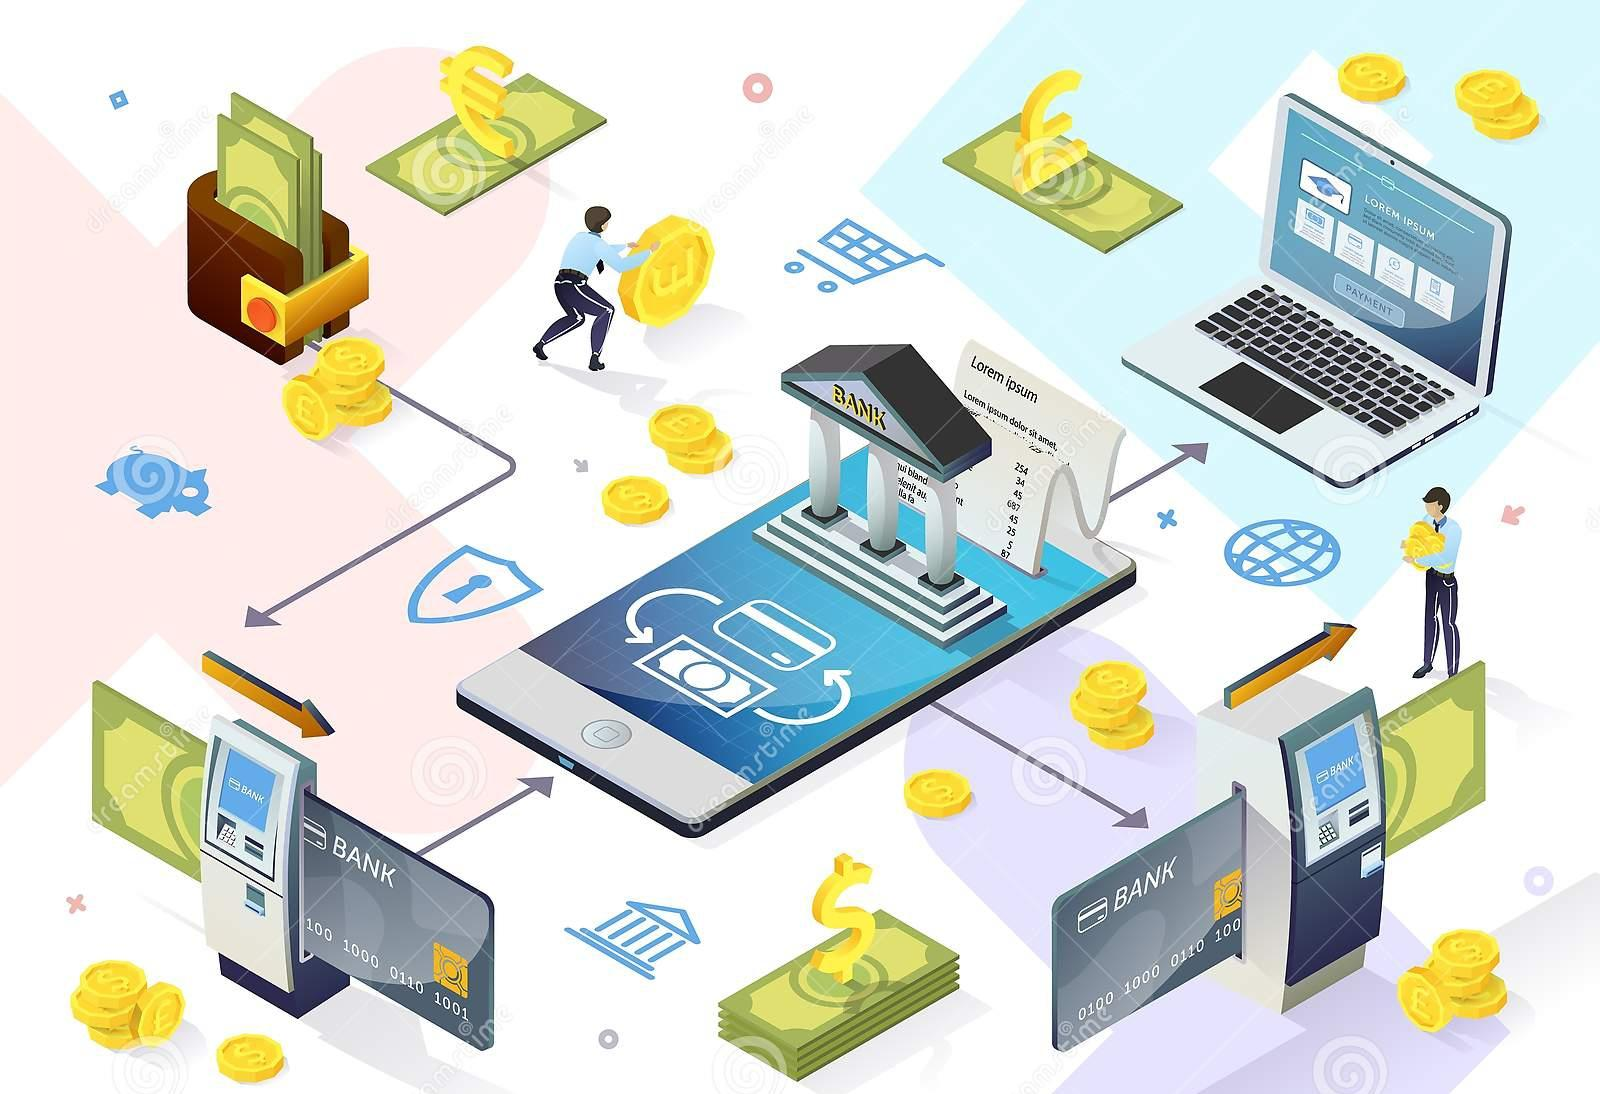 LOREM IPSUM
PAYMENT
BANK
Lorem ipsum
Lorem ipsum dolor sit amet,
254
34
45
687
45
25
5
87
BANK
BANK
100 1000 0110 1001
BANK
BANK
0100 1000 0110 100
dreamstime